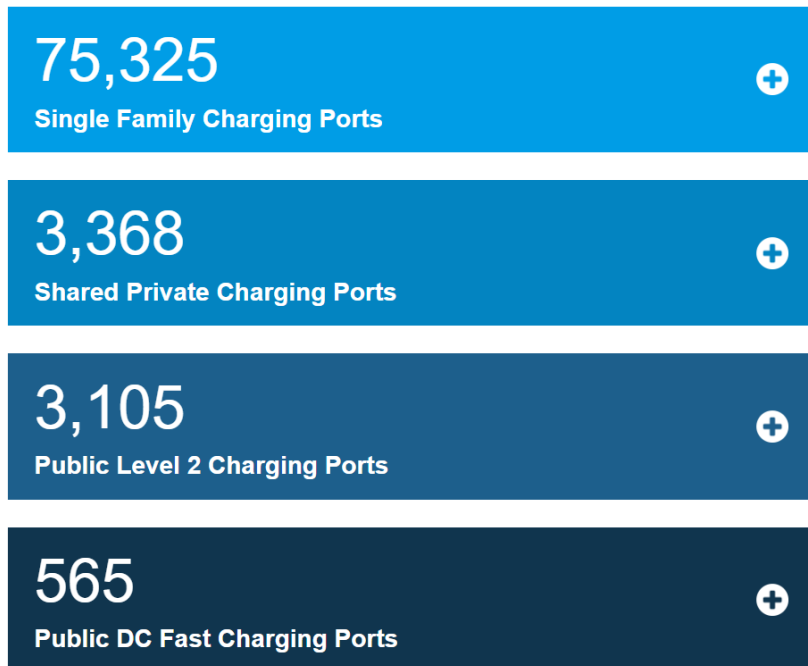 75,325
Single Family Charging Ports
3,368
Shared Private Charging Ports
3,105
Public Level 2 Charging Ports
565
Public DC Fast Charging Ports